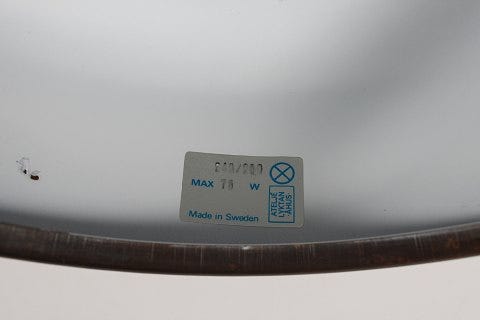 MAX W
Made in Sweden
ATELJÉ
LYKTAN
ÅHUS